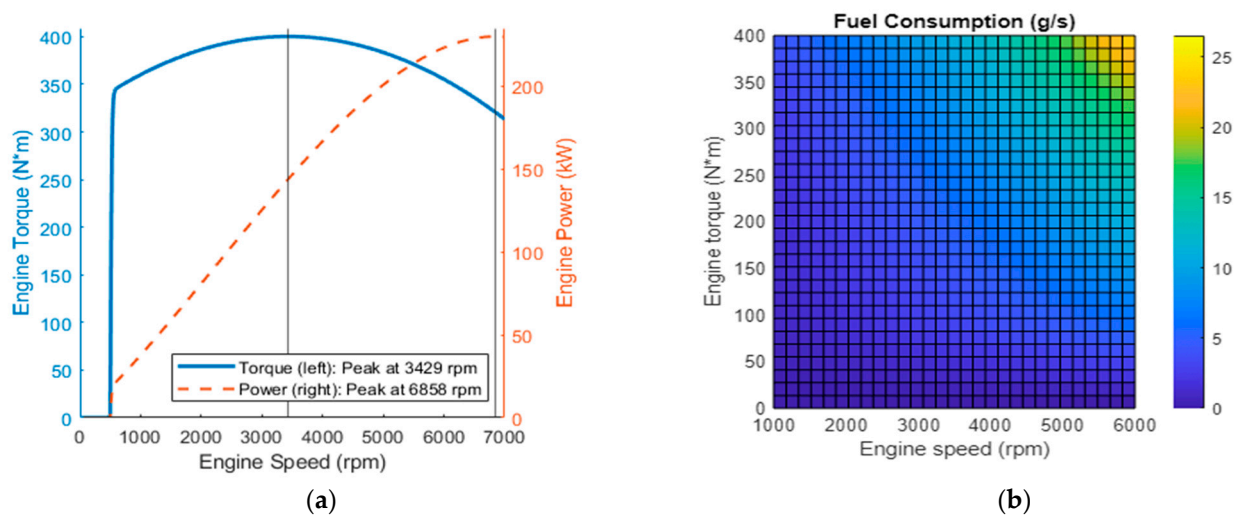 Engine Torque (N*m)
400
350
300
250
200
150
100
50
0
0 1000 2000 3000 4000 5000 6000 7000
Engine Speed (rpm)
Torque (left): Peak at 3429 rpm
Power (right): Peak at 6858 rpm
200
150
200
50
0
Engine Power (kW)
(a)
Fuel Consumption (g/s)
Engine torque (N*m)
400
350
300
250
200
150
100
50
0
1000 2000 3000 4000 5000 6000
Engine speed (rpm)
25
20
15
10
5
0
(b)